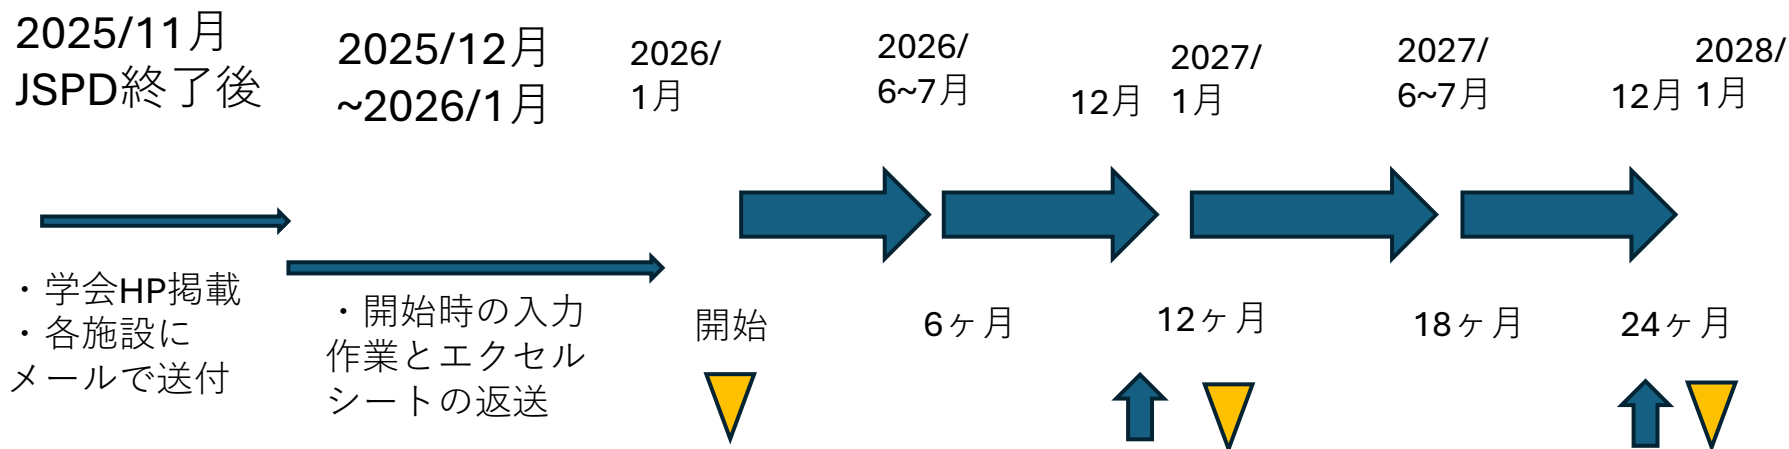 2025/11月
JSPD終了後
2025/12月
~2026/1月
2026/
1月
2026/
6~7月
12月
2027/
1月
2027/
6~7月
12月
2028/
1月
・学会HP掲載
・各施設に
メールで送付
・開始時の入力
作業とエクセル
シートの返送
開始
6ヶ月
12ヶ月
18ヶ月
24ヶ月